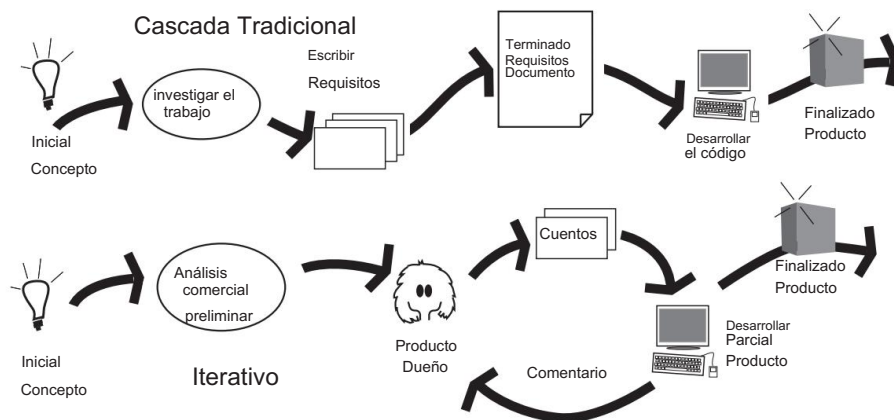 Cascada Tradicional
Inicial
Concepto
investigar el
trabajo
Escribir
Requisitos
Terminado
Requisitos
Documento
Desarrollar
el código
Finalizado
Producto
Inicial
Concepto
Análisis
comercial
preliminar
Iterativo
Producto
Dueño
Cuentos
Comentario
Desarrollar
Parcial
Producto
Finalizado
Producto